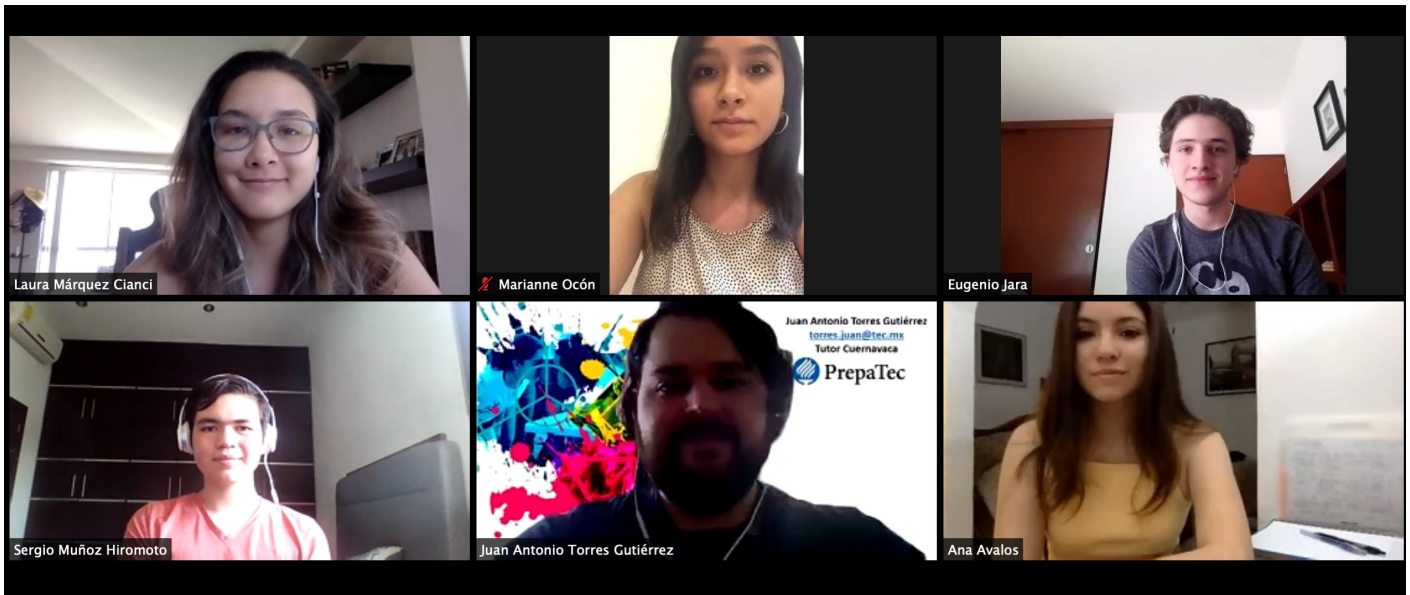 Laura Márquez Cianci
Marianne Ocón
Eugenio Jara
Sergio Muñoz Hiromoto
Juan Antonio Torres Gutiérrez
torres.juan@tec.mx
Tutor Cuernavaca
PrepaTec
Juan Antonio Torres Gutiérrez
Ana Avalos